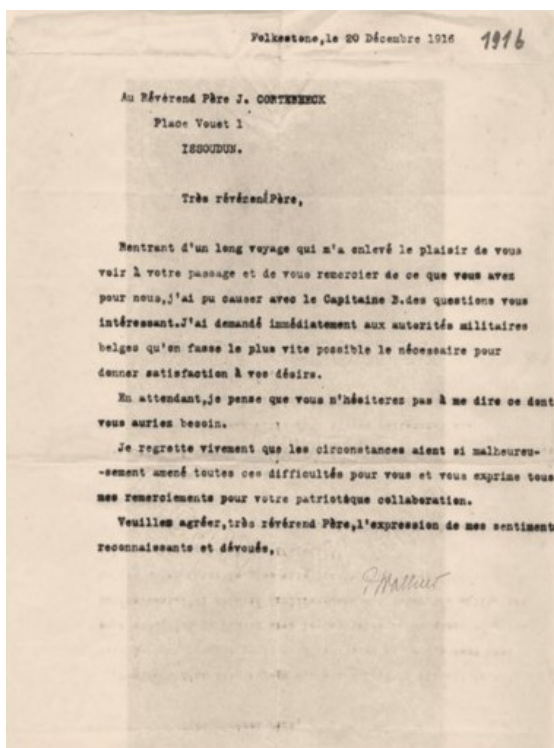 Folkestone,le 20 Décembre 1916 1916
Au Révérend Père J. CORTEBEECK
Place Vouet 1
ISSOUDUN.
Très révérend Père,
Rentrant d'un long voyage qui m'a enlevé le plaisir de vous
voir à votre passage et de vous remercier de ce que vous avez
pour nous,j'ai pu causer avec le Capitaine B.des questions vous
intéressant.J'ai demandé immédiatement aux autorités militaires
belges qu'on fasse le plus vite possible le nécessaire pour
donner satisfaction à vos désirs.
En attendant,je pense que vous n'hésiterez pas à me dire ce dont
vous auriez besoin.
Je regrette vivement que les circonstances aient si malheureu-
-sement amené toutes ces difficultés pour vous et vous exprime tous
mes remerciements pour votre patriotèque collaboration.
Veuillez agréer,très révérend Père,l'expression de mes sentiment
reconnaissants et dévoués,